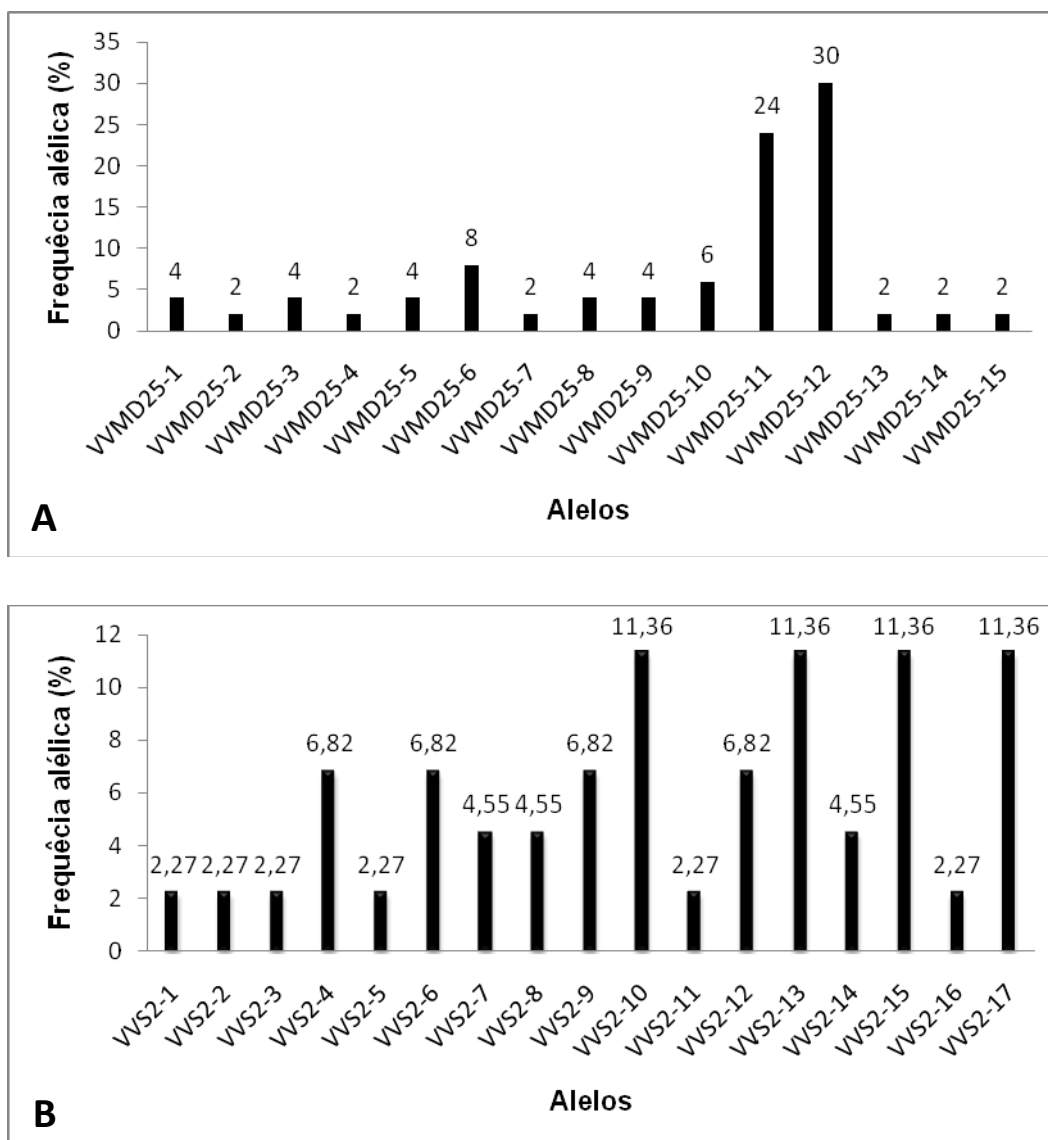 Frequêcia alélica (%)
35
30
25
20
15
10
5
0
4
2
4
2
4
8
2
4
4
6
24
30
2
2
2
VVMD25-1
VVMD25-2
VVMD25-3
VVMD25-4
VVMD25-5
VVMD25-6
VVMD25-7
VVMD25-8
VVMD25-9
VVMD25-10
VVMD25-11
VVMD25-12
VVMD25-13
VVMD25-14
VVMD25-15
Alelos
A
Frequêcia alélica (%)
12
10
8
6
4
2
0
2,27
2,27
2,27
6,82
2,27
6,82
4,55
4,55
6,82
11,36
2,27
6,82
11,36
4,55
11,36
2,27
11,36
VVS2-1
VVS2-2
VVS2-3
VVS2-4
VVS2-5
VVS2-6
VVS2-7
VVS2-8
VVS2-9
VVS2-10
VVS2-11
VVS2-12
VVS2-13
VVS2-14
VVS2-15
VVS2-16
VVS2-17
Alelos
B